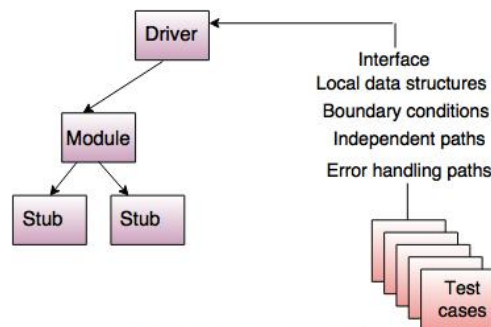 Driver
Interface
Local data structures
Boundary conditions
Module
Independent paths
Error handling paths
Stub
Stub
Test
cases